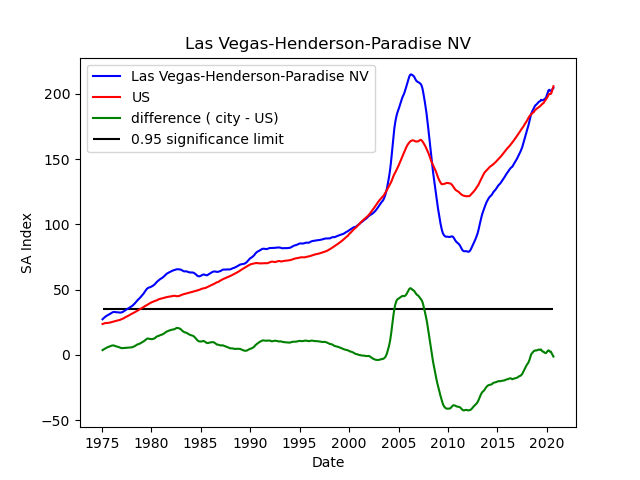 Las Vegas-Henderson-Paradise NV
Las Vegas-Henderson-Paradise NV
US
difference ( city - US)
0.95 significance limit
SA Index
200
150
100
50
0
−50
1975 1980 1985 1990 1995 2000 2005 2010 2015 2020
Date